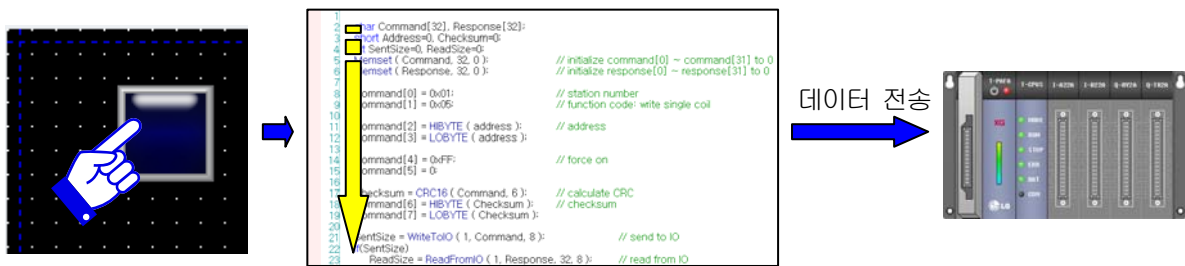 1
2 char Command[32], Response[32];
3 short Address=0, Checksum=0;
4 int SentSize=0, ReadSize=0;
5 Memset ( Command, 32, 0 ); // initialize command[0] ~ command[31] to 0
6 Memset ( Response, 32, 0 ); // initialize response[0] ~ response[31] to 0
7
8 Command[0] = 0x01; // station number
9 Command[1] = 0x05; // function code: write single coil
10
11 Command[2] = HIBYTE ( address ); // address
12 Command[3] = LOBYTE ( address );
13
14 Command[4] = 0xFF; // force on
15 Command[5] = 0;
16
17 Checksum = CRC16 ( Command, 6 ); // calculate CRC
18 Command[6] = HIBYTE ( Checksum ); // checksum
19 Command[7] = LOBYTE ( Checksum );
20
21 SentSize = WriteToIO ( 1, Command, 8 ); // send to IO
22 if(SentSize)
23 ReadSize = ReadFromIO ( 1, Response, 32, 8 ); // read from IO
데이터 전송
LG